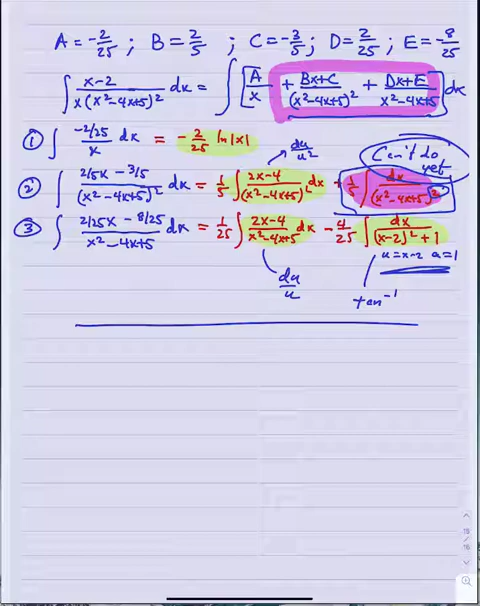 A = -2/25 ; B = 2/5 ; C = -3/5 ; D = 2/25 ; E = -8/25
∫ (x-2)/(x(x²-4x+5)²) dx = ∫ [A/x + (Bx+C)/(x²-4x+5)² + (Dx+E)/(x²-4x+5)] dx
① ∫ (-2/25)/x dx = -2/25 ln|x|
du/u²
Can't do yet
② ∫ (2/5x - 3/5)/(x²-4x+5)² dx = 1/5 ∫ (2x-4)/(x²-4x+5)² dx + 1/5 ∫ dx/(x²-4x+5)²
③ ∫ (2/25x - 8/25)/(x²-4x+5) dx = 1/25 ∫ (2x-4)/(x²-4x+5) dx - 4/25 ∫ dx/((x-2)²+1)
u=x-2 a=1
du/u
tan⁻¹
15
/
16